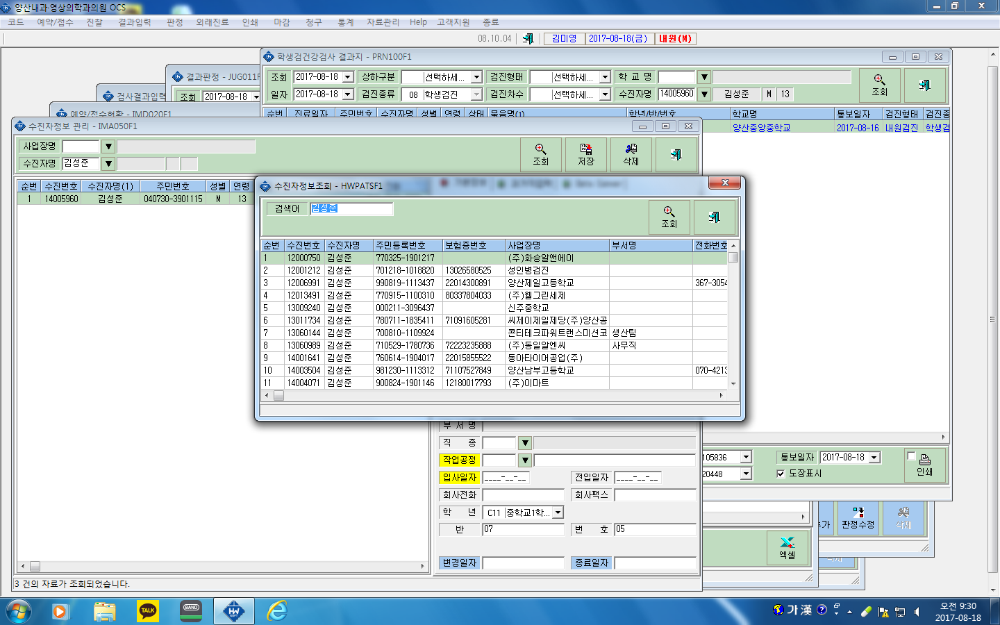 양산내과·영상의학과의원 OCS
코드 예약/접수 진찰 결과입력 판정 외래진료 인쇄 마감 청구 통계 자료관리 Help 고객지원 종료
08.10.04 김미영 2017-08-18(금) 내원(M)
학생검건강검사 결과지 - PRN100F1
조회 2017-08-18 상하구분 선택하세... 검진형태 선택하세... 학 교 명 조회
일자 2017-08-18 검진종류 08 학생검진 검진차수 선택하세... 수진자명 14005960 김성준 M 13
순번 진료일자 주민번호 수진자명 성별 연령 상태 묶음명(1) 학년/반/번호 학교명 통보일자 검진형태 검진종
양산중앙중학교 2017-08-16 내원검진 학생검
결과판정 - JUG011F
조회 2017-08-18
검사결과입력
예약/접수현황 - IMD020F1
수진자정보 관리 - IMA050F1
사업장명
수진자명 김성준
조회 저장 삭제
순번 수진번호 수진자명(1) 주민번호 성별 연령
1 14005960 김성준 040730-3901115 M 13
수진자정보조회 - HWPATSF1
검색어 김성준
조회
순번 수진번호 수진자명 주민등록번호 보험증번호 사업장명 부서명 전화번호
1 12000750 김성준 770325-1901217 (주)화승알앤에이
2 12001212 김성준 701218-1018820 13026580525 성인병검진
3 12006991 김성준 990819-1113437 22014300891 양산제일고등학교 367-3054
4 12013491 김성준 770915-1100310 80337804033 (주)웰그린세제
5 13009240 김성준 000211-3096437 신주중학교
6 13011734 김성준 780711-1835411 71091605281 씨제이제일제당(주)양산공
7 13060144 김성준 700810-1109924 콘티테크파워트랜스미션코 생산팀
8 13060989 김성준 710529-1780736 72223235888 (주)동일알엔씨 사무직
9 14001641 김성준 760614-1904017 22015855522 동아타이어공업(주)
10 14003504 김성준 981230-1113312 71107527849 양산남부고등학교 070-4213
11 14004071 김성준 900824-1901146 12180017793 (주)이마트
부 서 명
직 종
작업공정
입사일자 ____-__-__ 전입일자 ____-__-__
회사전화 회사팩스
학 년 C11 중학교1학...
반 07 번 호 05
변경일자 종료일자
105836 통보일자 2017-08-18 인쇄
20448 도장표시
추가 판정수정 삭제
엑셀 삭제
3 건의 자료가 조회되었습니다.
TALK BAND HW 가 漢 오전 9:30
2017-08-18